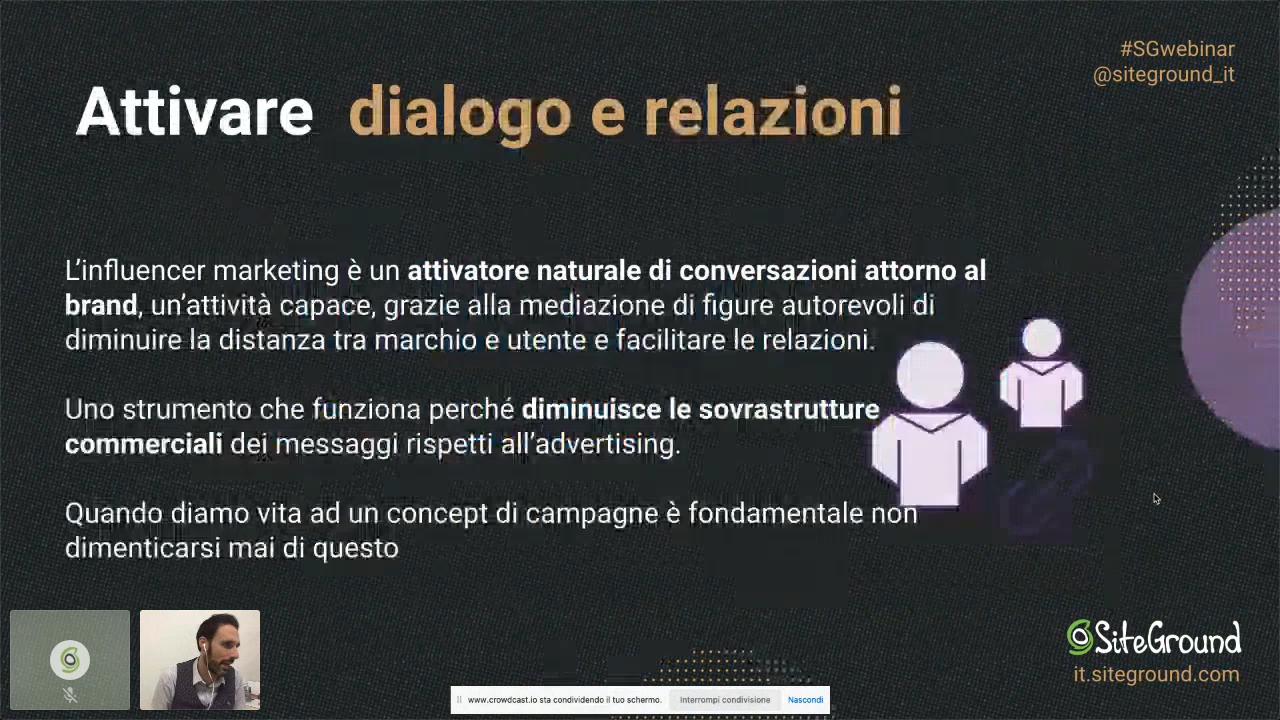 #SGwebinar
@siteground_it
Attivare dialogo e relazioni
L'influencer marketing è un attivatore naturale di conversazioni attorno al
brand, un'attività capace, grazie alla mediazione di figure autorevoli di
diminuire la distanza tra marchio e utente e facilitare le relazioni.
Uno strumento che funziona perché diminuisce le sovrastrutture
commerciali dei messaggi rispetti all'advertising.
Quando diamo vita ad un concept di campagne è fondamentale non
dimenticarsi mai di questo
SiteGround
it.siteground.com
www.crowdcast.io sta condividendo il tuo schermo. Interrompi condivisione Nascondi